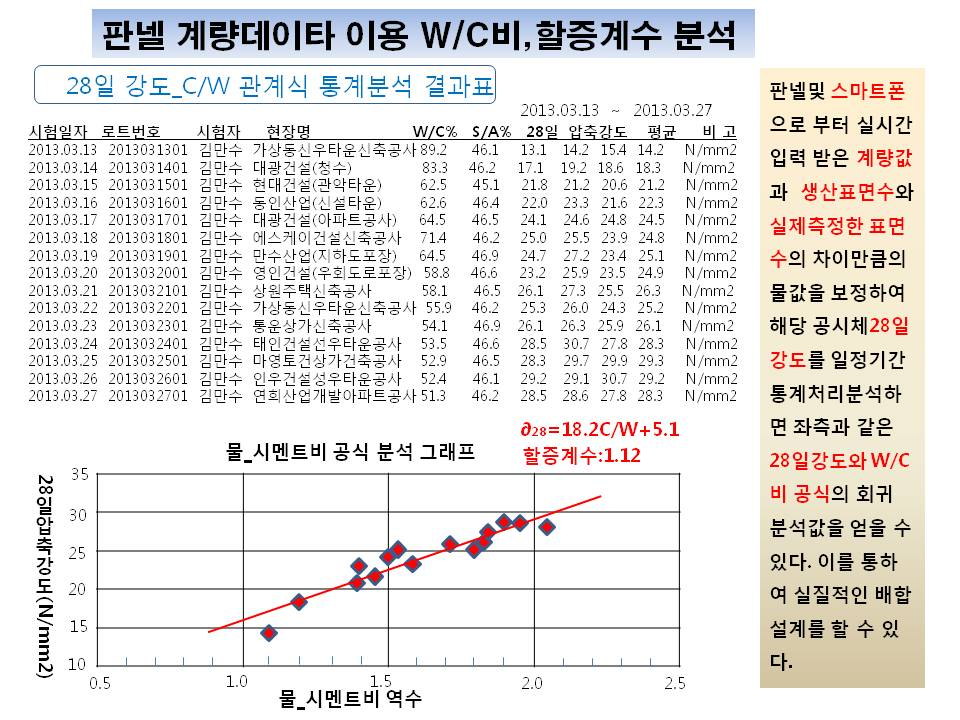 판넬 계량데이타 이용 W/C비,할증계수 분석
28일 강도_C/W 관계식 통계분석 결과표
2013.03.13 ~ 2013.03.27
시험일자 로트번호 시험자 현장명 W/C% S/A% 28일 압축강도 평균 비 고
2013.03.13 2013031301 김만수 가상동신우타운신축공사 89.2 46.1 13.1 14.2 15.4 14.2 N/mm2
2013.03.14 2013031401 김만수 대광건설(청수) 83.3 46.2 17.1 19.2 18.6 18.3 N/mm2
2013.03.15 2013031501 김만수 현대건설(관악타운) 62.5 45.1 21.8 21.2 20.6 21.2 N/mm2
2013.03.16 2013031601 김만수 동인산업(신설타운) 62.6 46.4 22.0 23.3 21.6 22.3 N/mm2
2013.03.17 2013031701 김만수 대광건설(아파트공사) 64.5 46.5 24.1 24.6 24.8 24.5 N/mm2
2013.03.18 2013031801 김만수 에스케이건설신축공사 71.4 46.2 25.0 25.5 23.9 24.8 N/mm2
2013.03.19 2013031901 김만수 만수산업(지하도포장) 64.5 46.9 24.7 27.2 23.4 25.1 N/mm2
2013.03.20 2013032001 김만수 영인건설(우회도로포장) 58.8 46.6 23.2 25.9 23.5 24.9 N/mm2
2013.03.21 2013032101 김만수 상원주택신축공사 58.1 46.5 26.1 27.3 25.5 26.3 N/mm2
2013.03.22 2013032201 김만수 가상동신우타운신축공사 55.9 46.2 25.3 26.0 24.3 25.2 N/mm2
2013.03.23 2013032301 김만수 통운상가신축공사 54.1 46.9 26.1 26.3 25.9 26.1 N/mm2
2013.03.24 2013032401 김만수 태인건설선우타운공사 53.5 46.6 28.5 30.7 27.8 28.3 N/mm2
2013.03.25 2013032501 김만수 마영토건상가건축공사 52.9 46.5 28.3 29.7 29.9 29.3 N/mm2
2013.03.26 2013032601 김만수 인우건설성우타운공사 52.4 46.1 29.2 29.1 30.7 29.2 N/mm2
2013.03.27 2013032701 김만수 연희산업개발아파트공사 51.3 46.2 28.5 28.6 27.8 28.3 N/mm2
∂28=18.2C/W+5.1
할증계수:1.12
물_시멘트비 공식 분석 그래프
28일압축강도(N/mm2)
35
30
25
20
15
10
0.5 1.0 1.5 2.0 2.5
물_시멘트비 역수
판넬및 스마트폰
으로 부터 실시간
입력 받은 계량값
과 생산표면수와
실제측정한 표면
수의 차이만큼의
물값을 보정하여
해당 공시체28일
강도를 일정기간
통계처리분석하
면 좌측과 같은
28일강도와 W/C
비 공식의 회귀
분석값을 얻을 수
있다. 이를 통하
여 실질적인 배합
설계를 할 수 있
다.